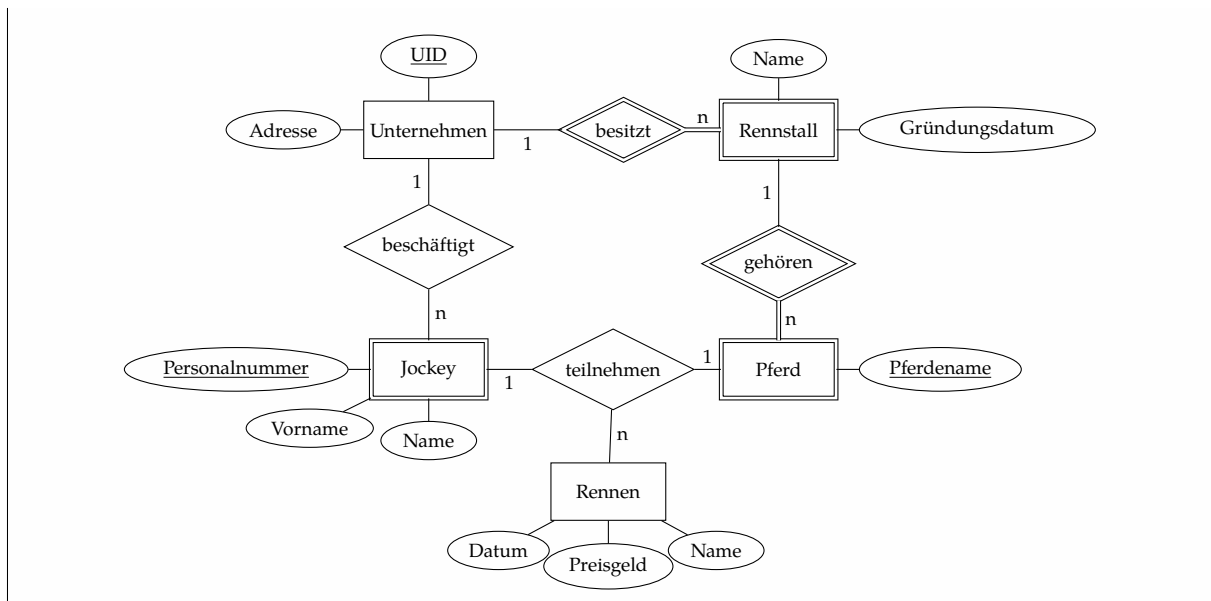 UID
Name
Adresse
Unternehmen
1
besitzt
n
Rennstall
Gründungsdatum
1
1
beschäftigt
gehören
n
n
Personalnummer
Jockey
1
teilnehmen
1
Pferd
Pferdename
Vorname
Name
n
Rennen
Datum
Preisgeld
Name